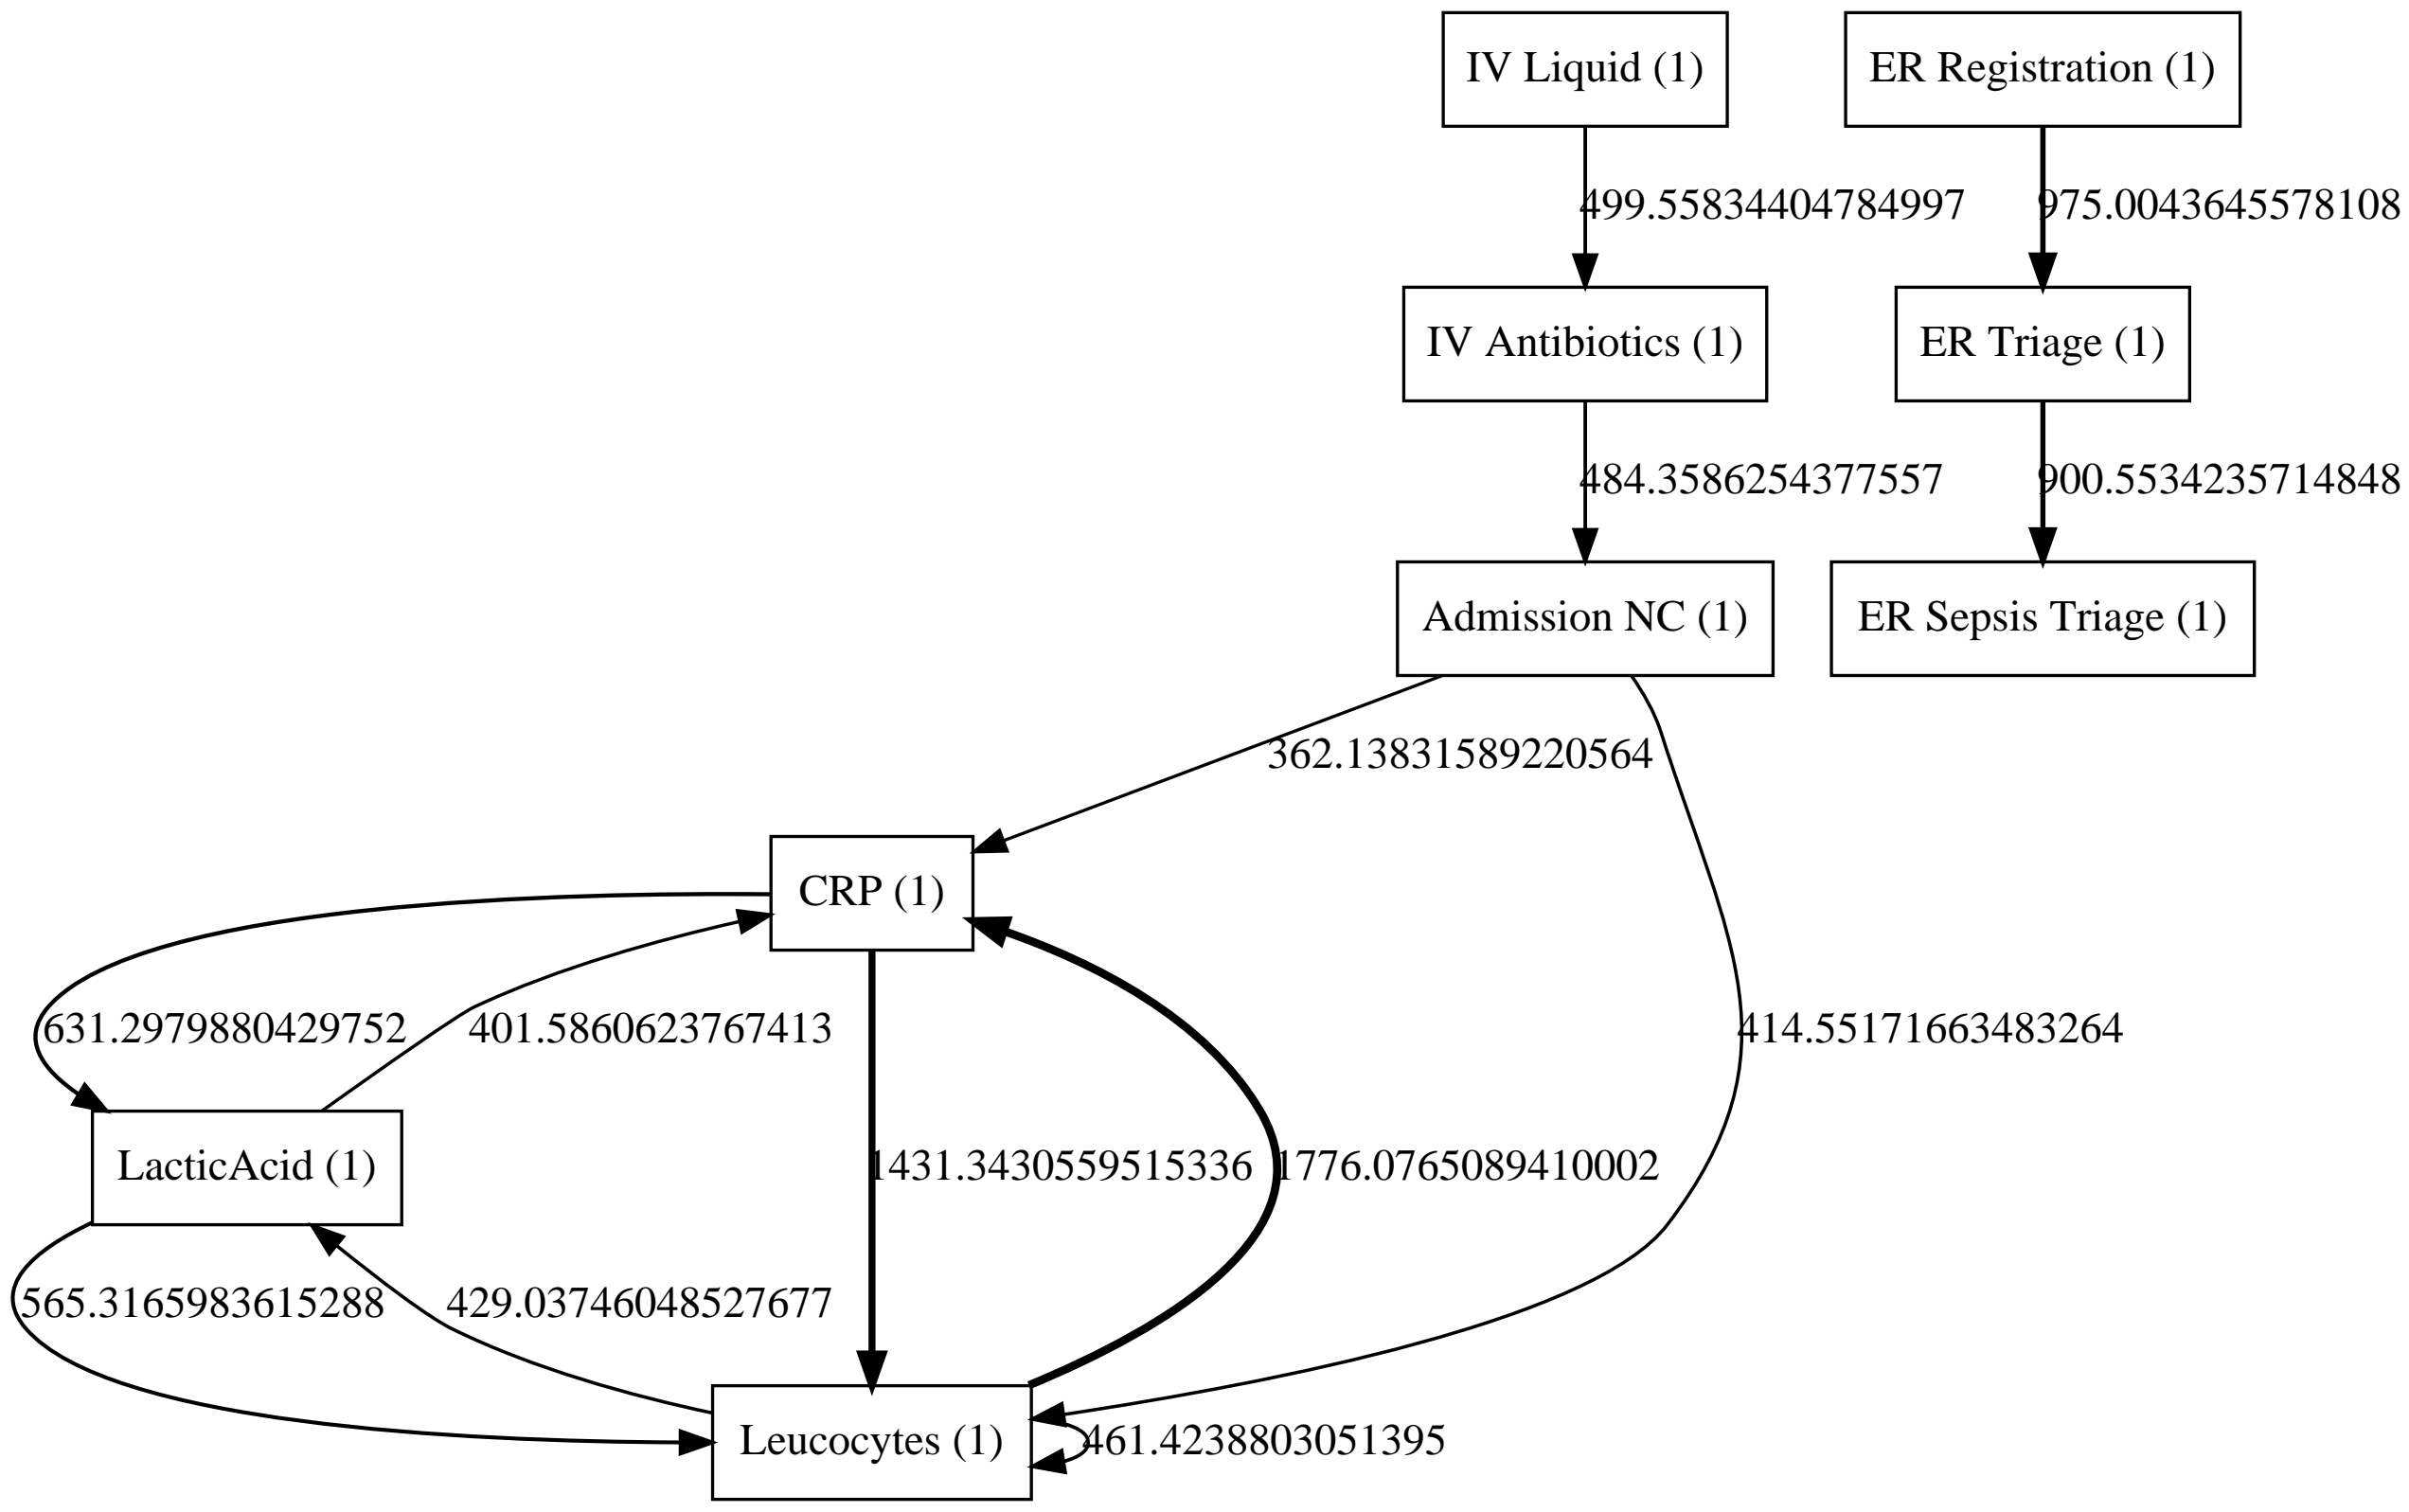 IV Liquid (1)
ER Registration (1)
499.55834404784997
975.0043645578108
IV Antibiotics (1)
ER Triage (1)
484.3586254377557
900.5534235714848
Admission NC (1)
ER Sepsis Triage (1)
362.13831589220564
CRP (1)
631.2979880429752
401.5860623767413
414.55171663483264
LacticAcid (1)
1431.3430559515336
1776.0765089410002
565.3165983615288
429.03746048527677
Leucocytes (1)
461.4238803051395